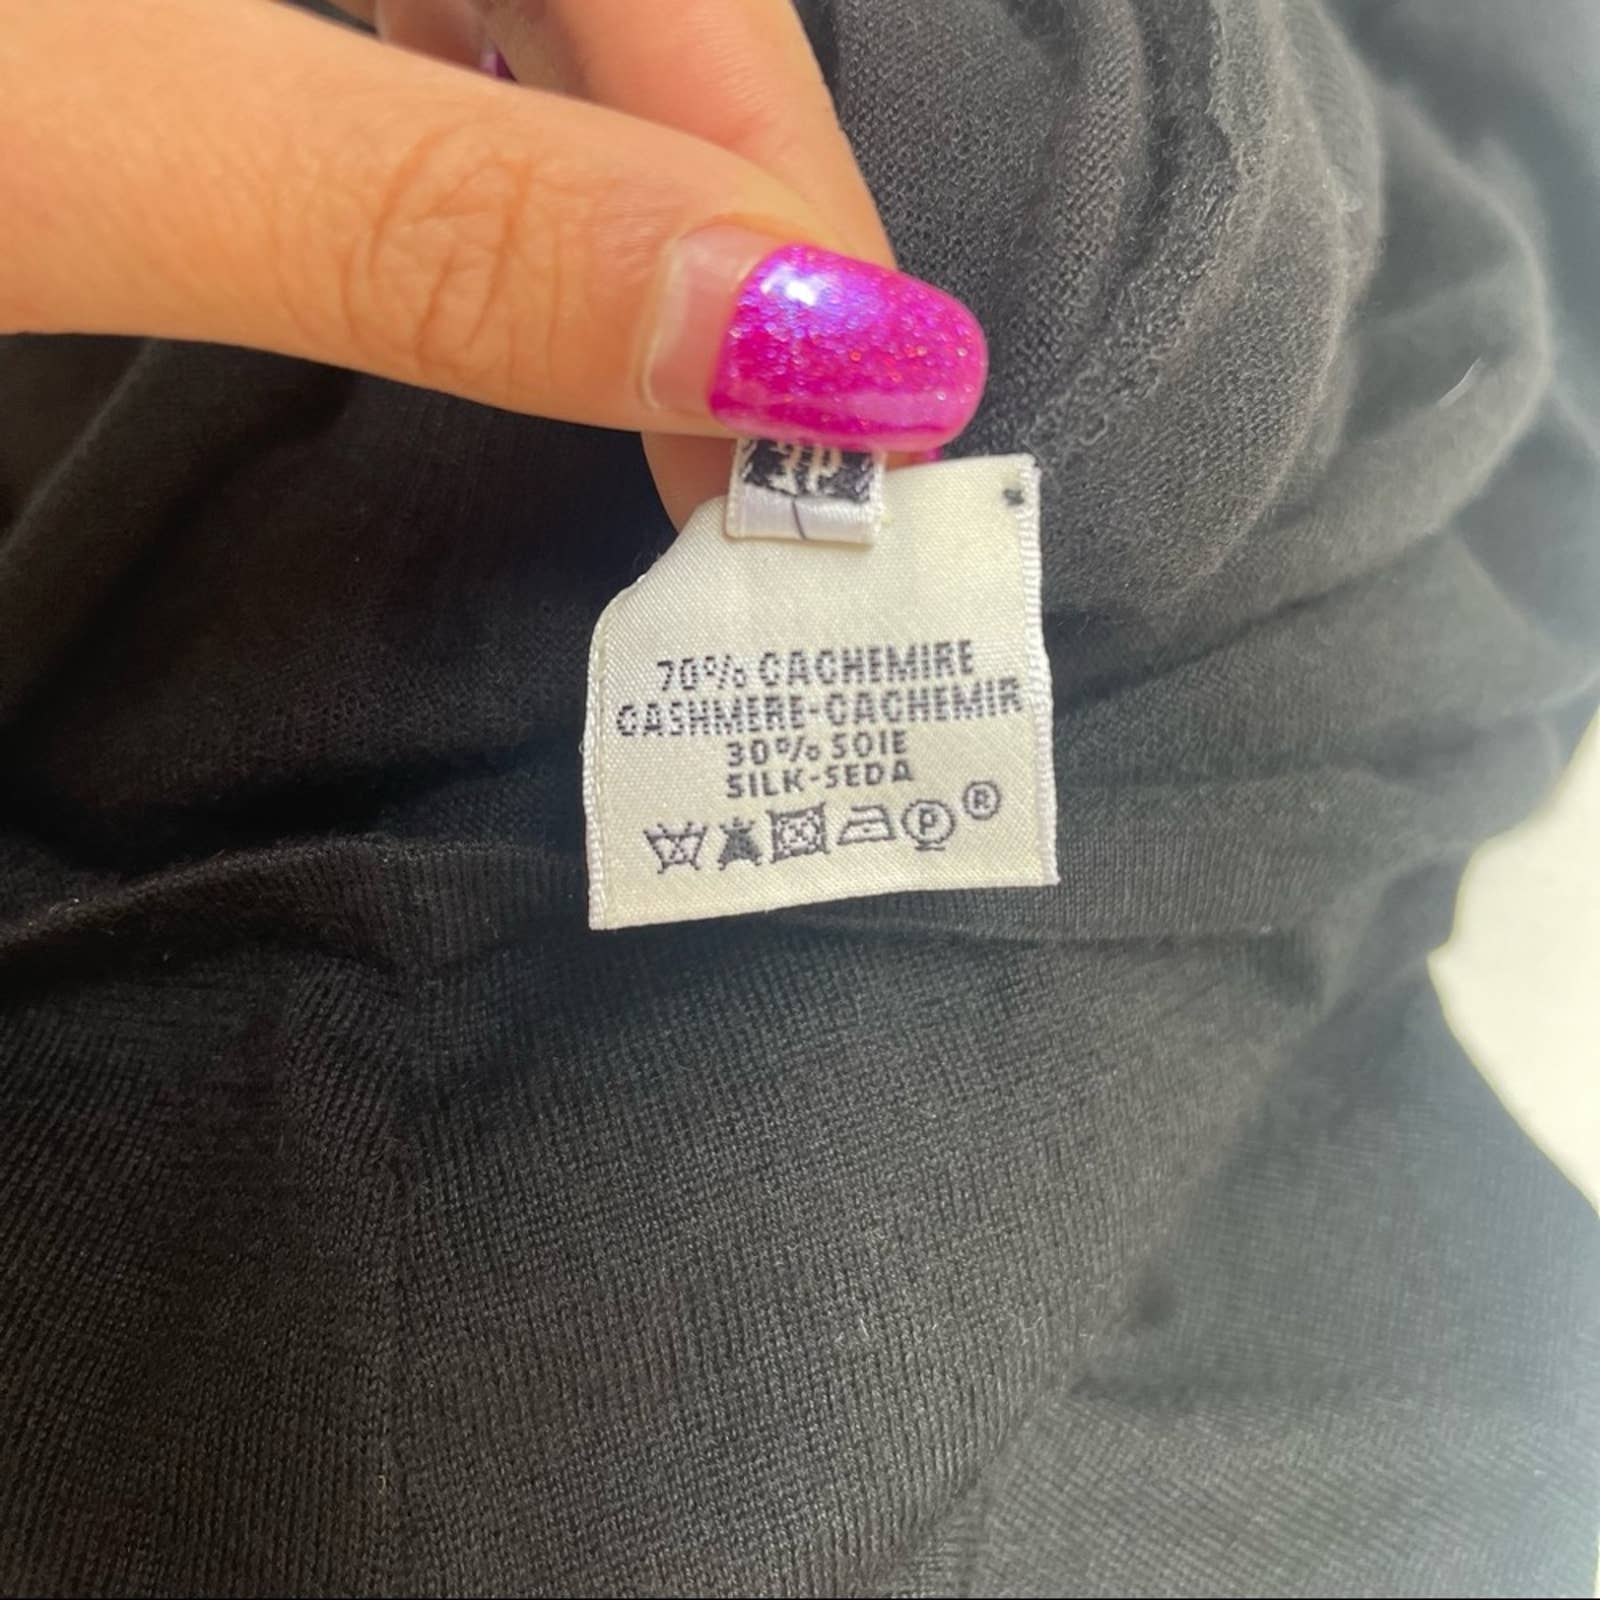 70% CACHEMIRE
CASHMERE-CACHEMIR
30% SOIE
SILK-SEDA
P ®